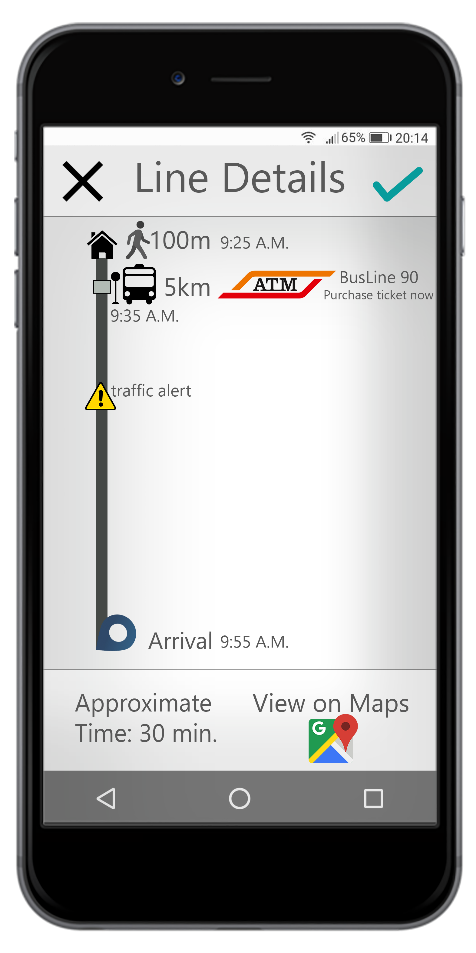 65% 20:14
Line Details
100m 9:25 A.M.
5km ATM BusLine 90
Purchase ticket now
9:35 A.M.
traffic alert
Arrival 9:55 A.M.
Approximate View on Maps
Time: 30 min.
G